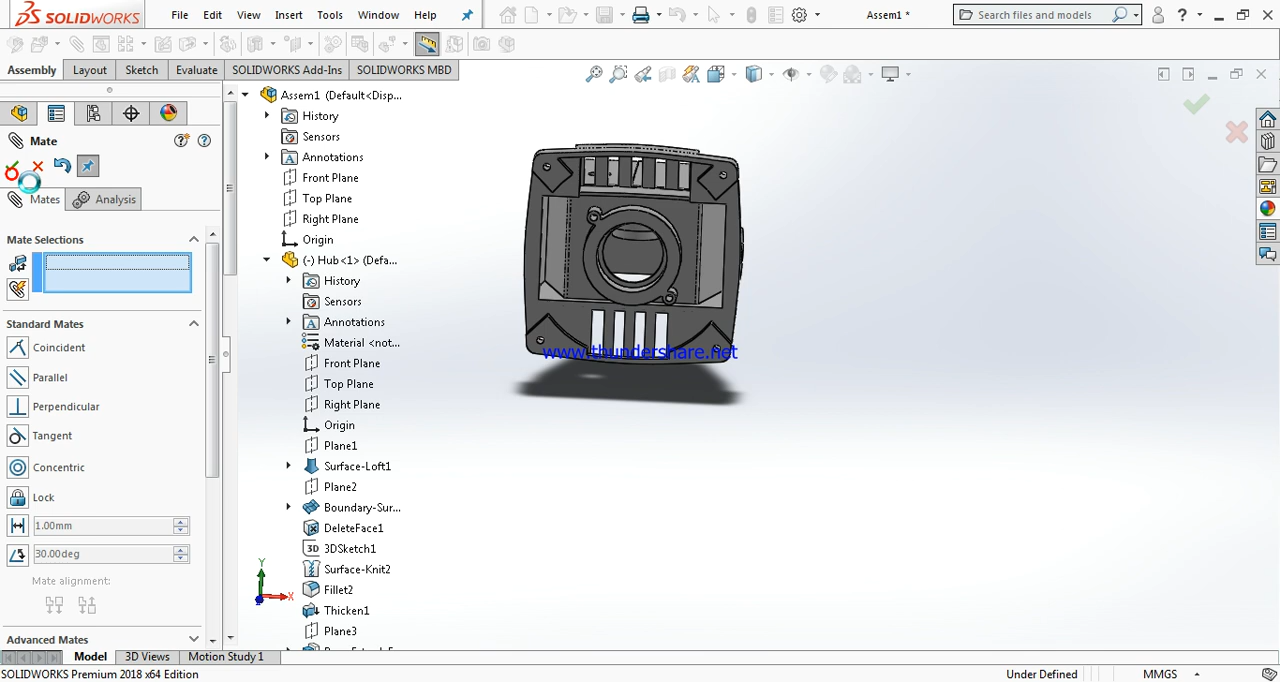 SOLIDWORKS File Edit View Insert Tools Window Help Assem1 * Search files and models
Assembly Layout Sketch Evaluate SOLIDWORKS Add-Ins SOLIDWORKS MBD
Mate
Mates Analysis
Mate Selections
Standard Mates
Coincident
Parallel
Perpendicular
Tangent
Concentric
Lock
1.00mm
30.00deg
Mate alignment:
Advanced Mates
Assem1 (Default<Disp...
History
Sensors
Annotations
Front Plane
Top Plane
Right Plane
Origin
(-) Hub<1> (Defa...
History
Sensors
Annotations
Material <not...
Front Plane
Top Plane
Right Plane
Origin
Plane1
Surface-Loft1
Plane2
Boundary-Sur...
DeleteFace1
3D 3DSketch1
Surface-Knit2
Fillet2
Thicken1
Plane3
www.thundershare.net
Y
X
Model 3D Views Motion Study 1
SOLIDWORKS Premium 2018 x64 Edition Under Defined MMGS